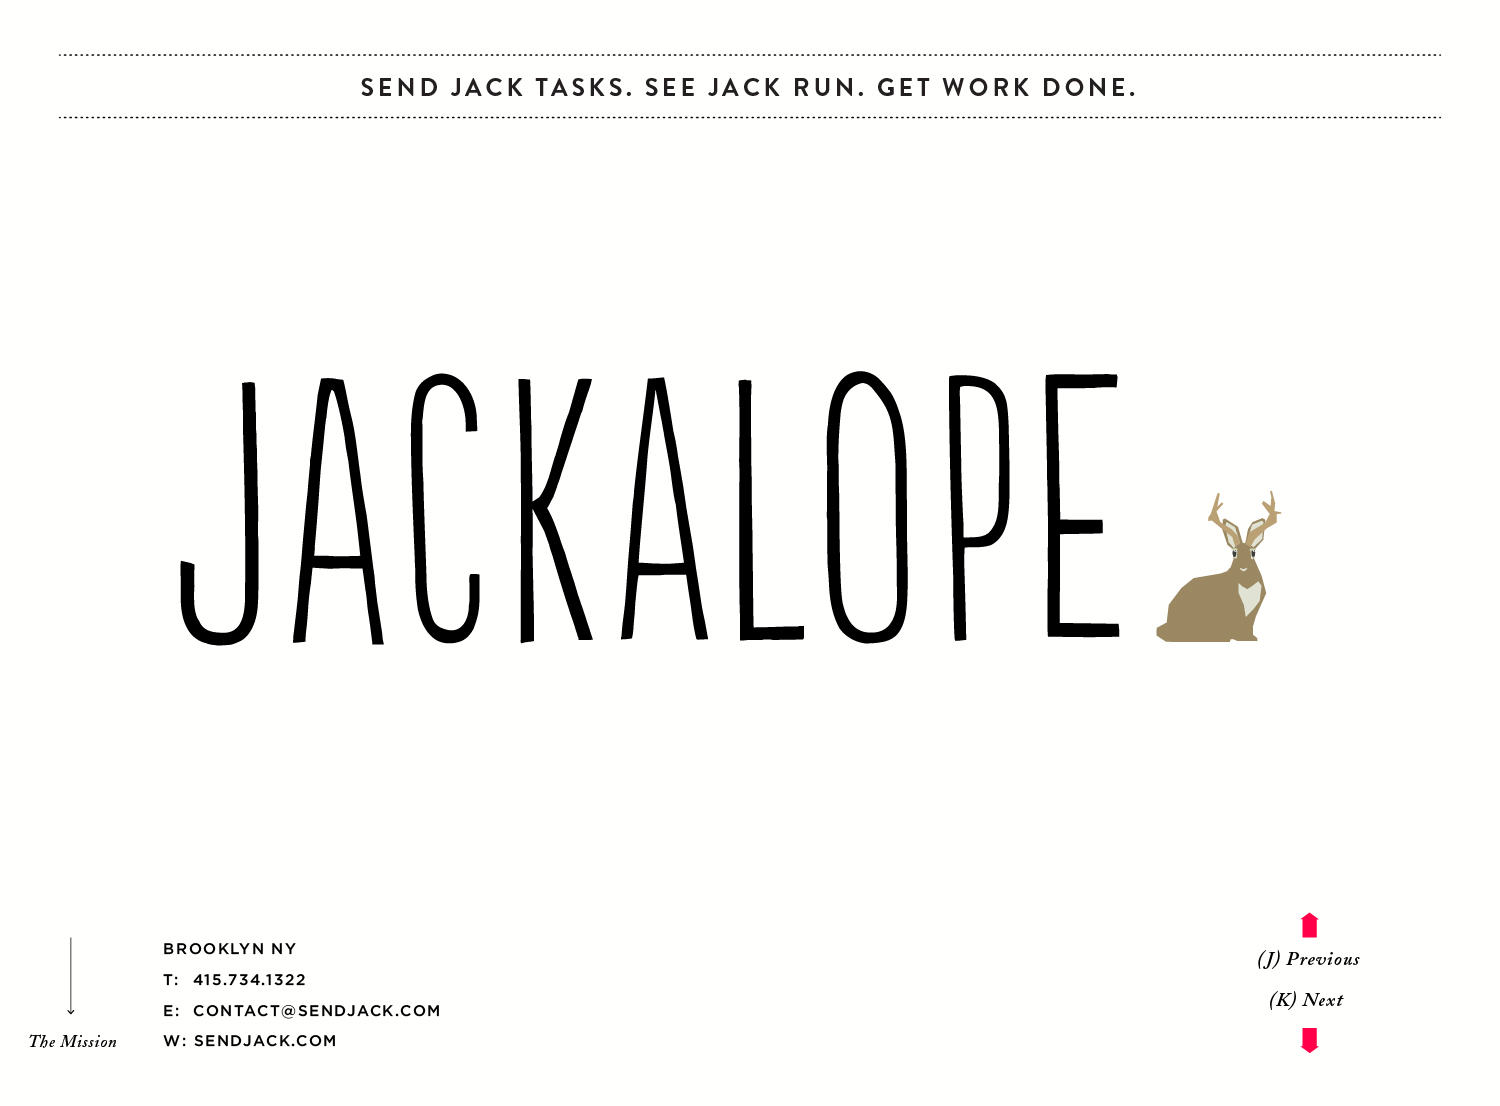 SEND JACK TASKS. SEE JACK RUN. GET WORK DONE.
JACKALOPE
BROOKLYN NY
T: 415.734.1322
E: CONTACT@SENDJACK.COM
W: SENDJACK.COM
The Mission
(J) Previous
(K) Next